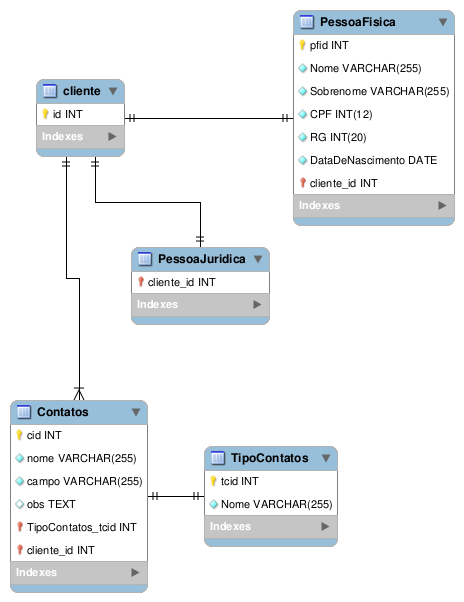 PessoaFisica
pfid INT
Nome VARCHAR(255)
Sobrenome VARCHAR(255)
CPF INT(12)
RG INT(20)
DataDeNascimento DATE
cliente_id INT
Indexes
cliente
id INT
Indexes
PessoaJuridica
cliente_id INT
Indexes
Contatos
cid INT
nome VARCHAR(255)
campo VARCHAR(255)
obs TEXT
TipoContatos_tcid INT
cliente_id INT
Indexes
TipoContatos
tcid INT
Nome VARCHAR(255)
Indexes